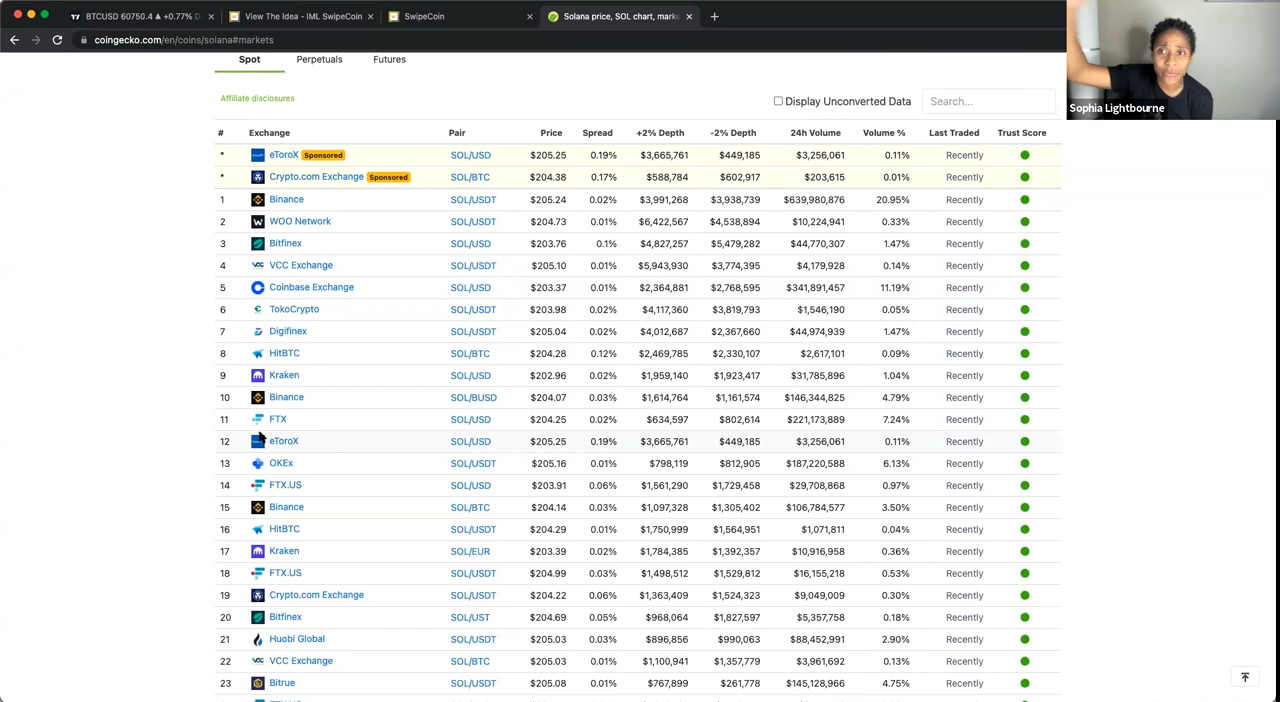 BTCUSD 60750.4 ▲ +0.77%
View The Idea - IML SwipeCoin
SwipeCoin
Solana price, SOL chart, marke
coingecko.com/en/coins/solana#markets
Sophia Lightbourne
Spot Perpetuals Futures
Affiliate disclosures
Display Unconverted Data Search...
# Exchange Pair Price Spread +2% Depth -2% Depth 24h Volume Volume % Last Traded Trust Score
* eToroX Sponsored SOL/USD $205.25 0.19% $3,665,761 $449,185 $3,256,061 0.11% Recently
* Crypto.com Exchange Sponsored SOL/BTC $204.38 0.17% $588,784 $602,917 $203,615 0.01% Recently
1 Binance SOL/USDT $205.24 0.02% $3,091,268 $3,938,739 $639,980,876 20.95% Recently
2 WOO Network SOL/USDT $204.73 0.01% $6,422,567 $4,538,894 $10,224,941 0.33% Recently
3 Bitfinex SOL/USD $203.76 0.1% $4,827,257 $5,479,282 $44,770,307 1.47% Recently
4 VCC Exchange SOL/USDT $205.10 0.01% $5,943,930 $3,774,395 $4,179,928 0.14% Recently
5 Coinbase Exchange SOL/USD $203.37 0.01% $2,364,881 $2,768,595 $341,891,457 11.19% Recently
6 TokoCrypto SOL/USDT $203.98 0.02% $4,117,360 $3,819,793 $1,546,190 0.05% Recently
7 Digifinex SOL/USDT $205.04 0.02% $4,012,687 $2,367,660 $44,974,939 1.47% Recently
8 HitBTC SOL/BTC $204.28 0.12% $2,469,785 $2,330,107 $2,617,101 0.09% Recently
9 Kraken SOL/USD $202.96 0.02% $1,959,140 $1,923,417 $31,785,896 1.04% Recently
10 Binance SOL/BUSD $204.07 0.03% $1,614,764 $1,161,574 $146,344,825 4.79% Recently
11 FTX SOL/USD $204.25 0.02% $634,597 $802,614 $221,173,889 7.24% Recently
12 eToroX SOL/USD $205.25 0.19% $3,665,761 $449,185 $3,256,061 0.11% Recently
13 OKEx SOL/USDT $205.16 0.01% $798,119 $812,905 $187,220,588 6.13% Recently
14 FTX.US SOL/USD $203.91 0.06% $1,561,290 $1,729,458 $29,708,868 0.97% Recently
15 Binance SOL/BTC $204.14 0.03% $1,097,328 $1,305,402 $106,784,577 3.50% Recently
16 HitBTC SOL/USDT $204.29 0.01% $1,750,999 $1,564,951 $1,071,811 0.04% Recently
17 Kraken SOL/EUR $203.39 0.02% $1,784,385 $1,392,357 $10,916,958 0.36% Recently
18 FTX.US SOL/USDT $204.99 0.03% $1,498,512 $1,529,812 $16,155,218 0.53% Recently
19 Crypto.com Exchange SOL/USDT $204.22 0.06% $1,363,409 $1,524,323 $9,049,009 0.30% Recently
20 Bitfinex SOL/UST $204.69 0.05% $968,064 $1,827,597 $5,357,758 0.18% Recently
21 Huobi Global SOL/USDT $205.03 0.03% $896,856 $990,063 $88,452,991 2.90% Recently
22 VCC Exchange SOL/BTC $205.03 0.01% $1,100,941 $1,357,779 $3,961,692 0.13% Recently
23 Bitrue SOL/USDT $205.08 0.01% $767,895 $261,778 $145,128,966 4.75% Recently